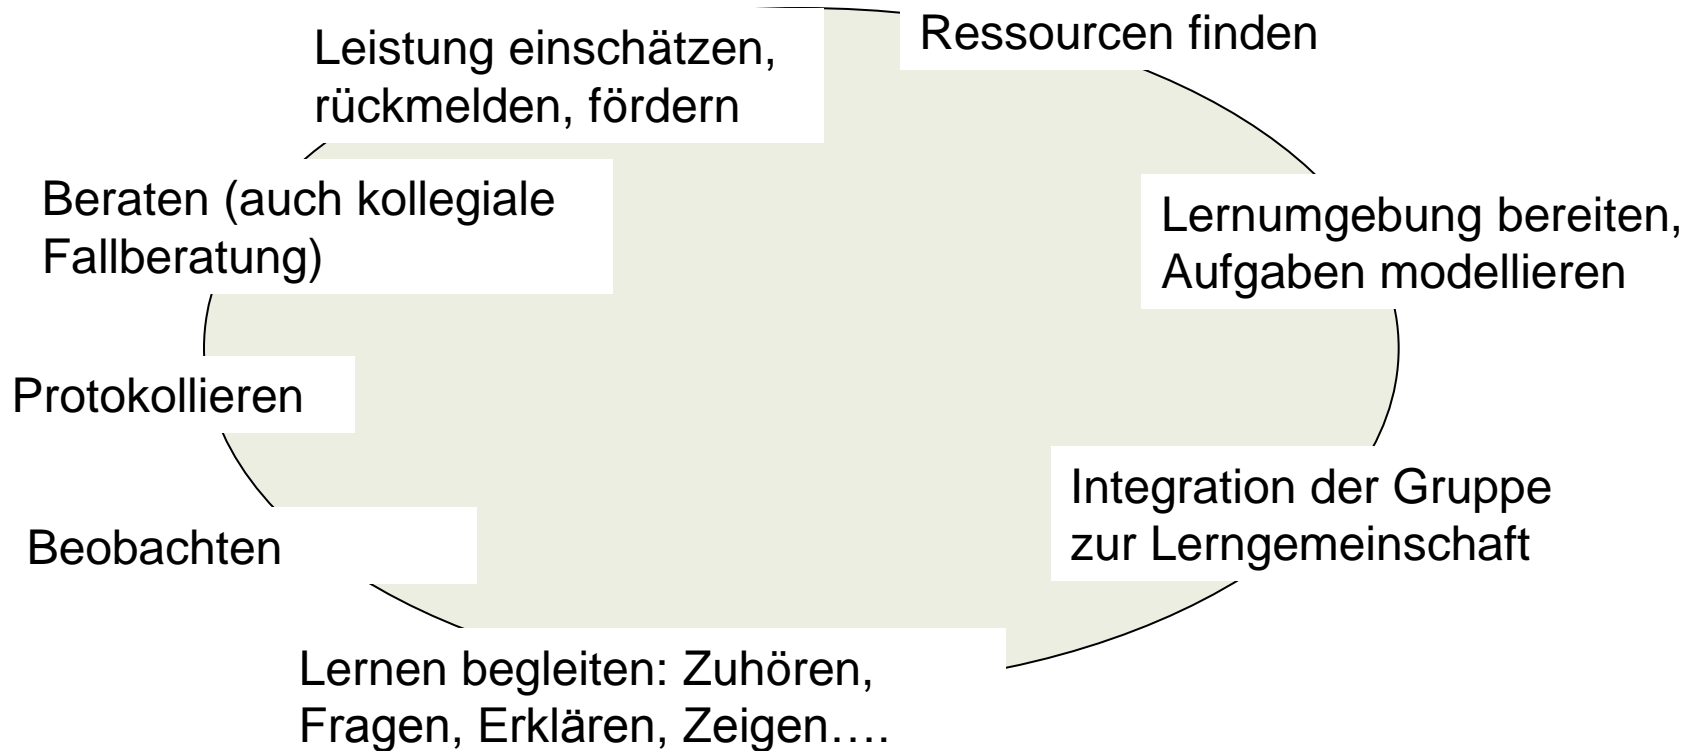 Leistung einschätzen,
rückmelden, fördern
Ressourcen finden
Beraten (auch kollegiale
Fallberatung)
Lernumgebung bereiten,
Aufgaben modellieren
Protokollieren
Integration der Gruppe
zur Lerngemeinschaft
Beobachten
Lernen begleiten: Zuhören,
Fragen, Erklären, Zeigen….